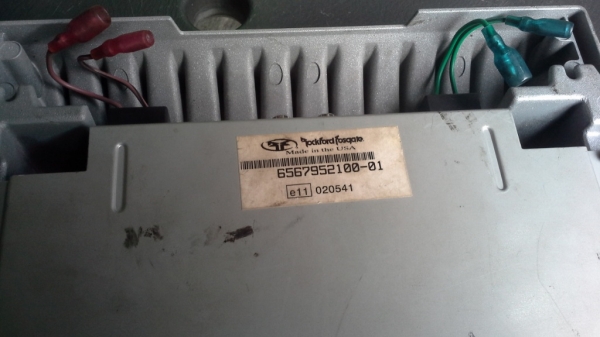 rockford fosgate
Made in the USA
6567952100-01
e11 020541